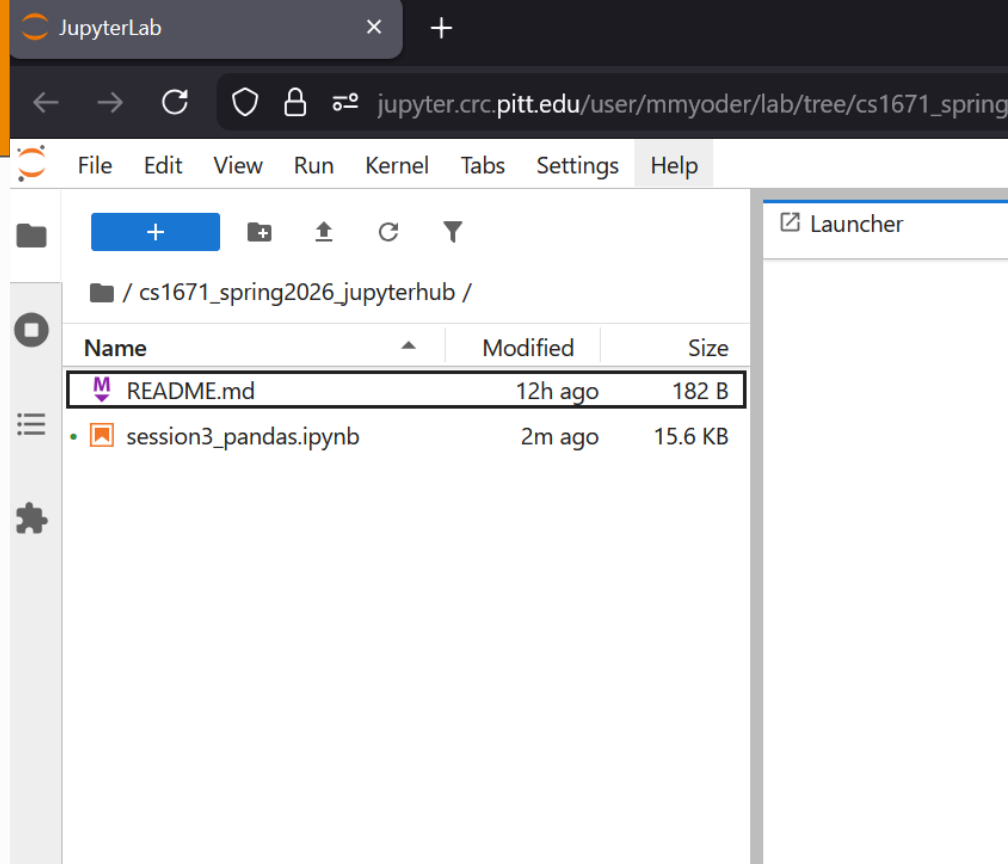 JupyterLab
jupyter.crc.pitt.edu/user/mmyoder/lab/tree/cs1671_spring
File Edit View Run Kernel Tabs Settings Help
Launcher
/ cs1671_spring2026_jupyterhub /
Name Modified Size
README.md 12h ago 182 B
session3_pandas.ipynb 2m ago 15.6 KB